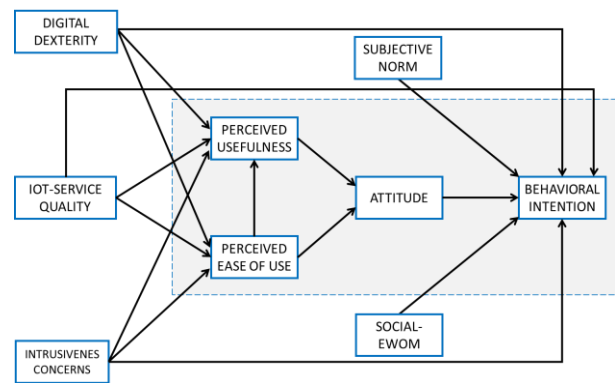 DIGITAL
DEXTERITY
SUBJECTIVE
NORM
PERCEIVED
USEFULNESS
IOT-SERVICE
QUALITY
ATTITUDE
BEHAVIORAL
INTENTION
PERCEIVED
EASE OF USE
SOCIAL-
EWOM
INTRUSIVENES
CONCERNS